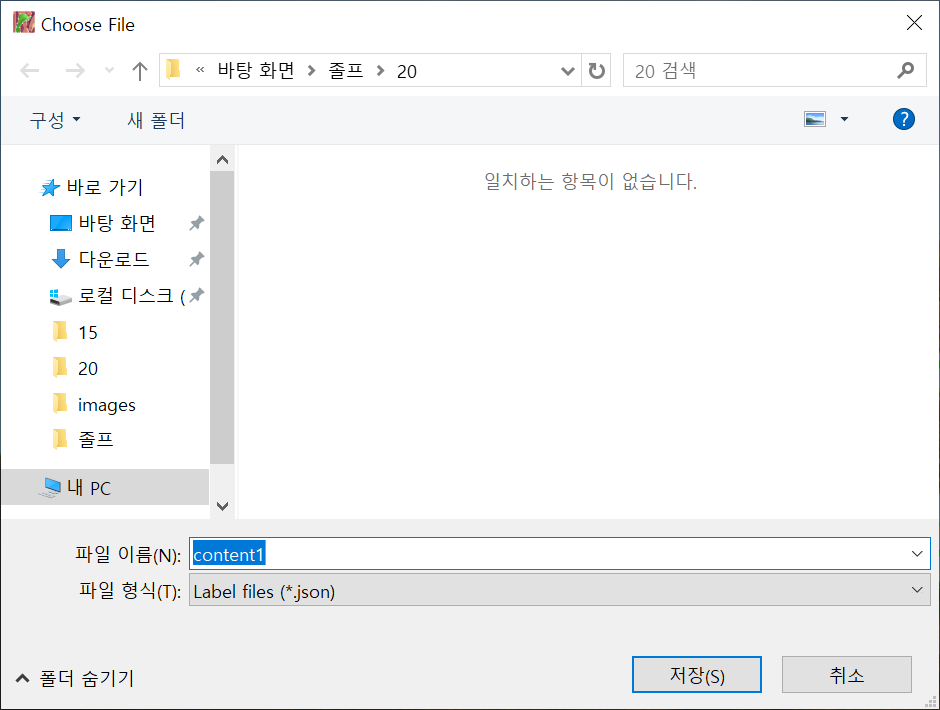 Choose File
« 바탕 화면 > 졸프 > 20
20 검색
구성
새 폴더
?
바로 가기
바탕 화면
다운로드
로컬 디스크 (
15
20
images
졸프
내 PC
일치하는 항목이 없습니다.
파일 이름(N): content1
파일 형식(T): Label files (*.json)
폴더 숨기기
저장(S)
취소